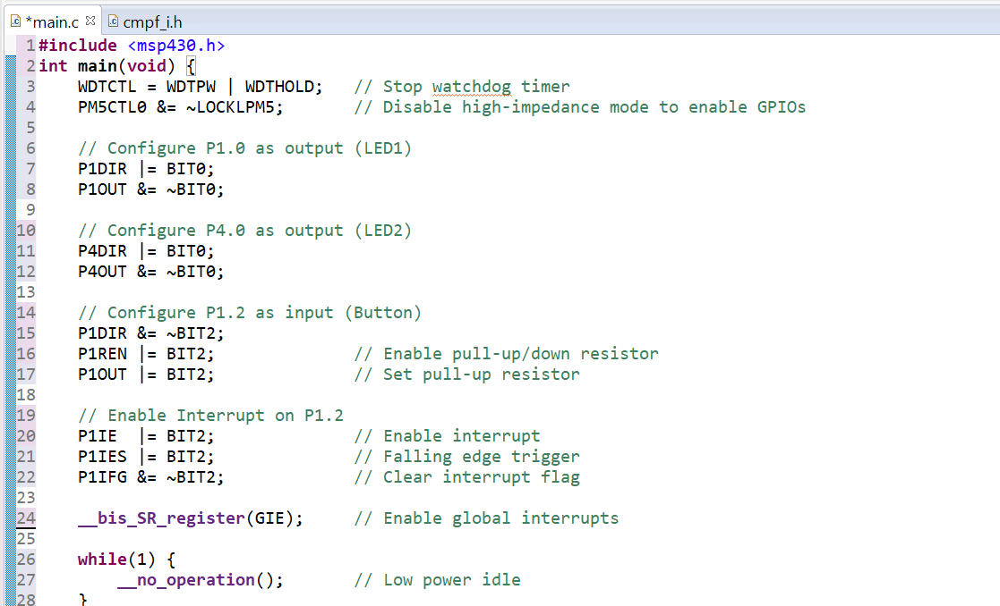 *main.c cmpf_i.h
1 #include <msp430.h>
2 int main(void) {
3     WDTCTL = WDTPW | WDTHOLD;   // Stop watchdog timer
4     PM5CTL0 &= ~LOCKLPM5;       // Disable high-impedance mode to enable GPIOs
5
6     // Configure P1.0 as output (LED1)
7     P1DIR |= BIT0;
8     P1OUT &= ~BIT0;
9
10     // Configure P4.0 as output (LED2)
11     P4DIR |= BIT0;
12     P4OUT &= ~BIT0;
13
14     // Configure P1.2 as input (Button)
15     P1DIR &= ~BIT2;
16     P1REN |= BIT2;              // Enable pull-up/down resistor
17     P1OUT |= BIT2;              // Set pull-up resistor
18
19     // Enable Interrupt on P1.2
20     P1IE  |= BIT2;              // Enable interrupt
21     P1IES |= BIT2;              // Falling edge trigger
22     P1IFG &= ~BIT2;             // Clear interrupt flag
23
24     __bis_SR_register(GIE);     // Enable global interrupts
25
26     while(1) {
27         __no_operation();       // Low power idle
28     }